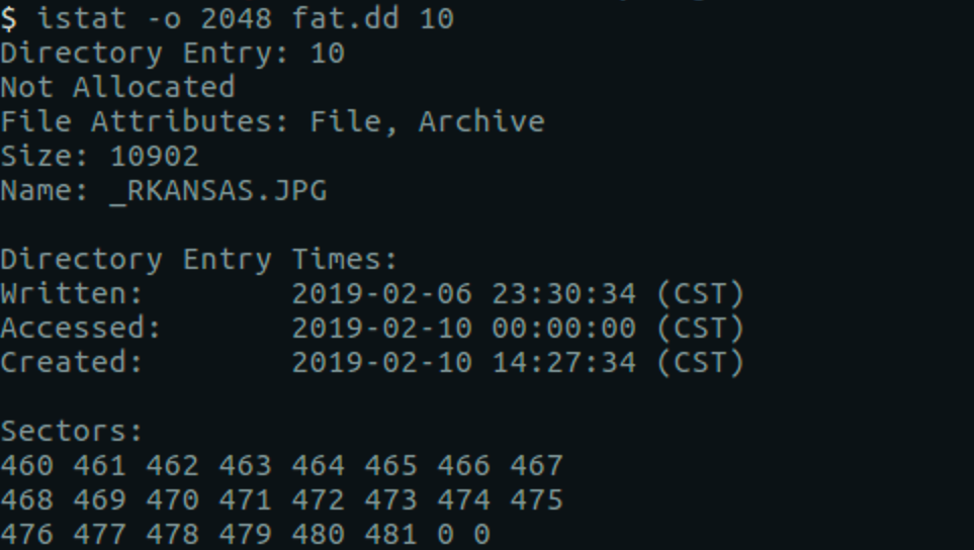 $ istat -o 2048 fat.dd 10
Directory Entry: 10
Not Allocated
File Attributes: File, Archive
Size: 10902
Name: _RKANSAS.JPG
Directory Entry Times:
Written: 2019-02-06 23:30:34 (CST)
Accessed: 2019-02-10 00:00:00 (CST)
Created: 2019-02-10 14:27:34 (CST)
Sectors:
460 461 462 463 464 465 466 467
468 469 470 471 472 473 474 475
476 477 478 479 480 481 0 0